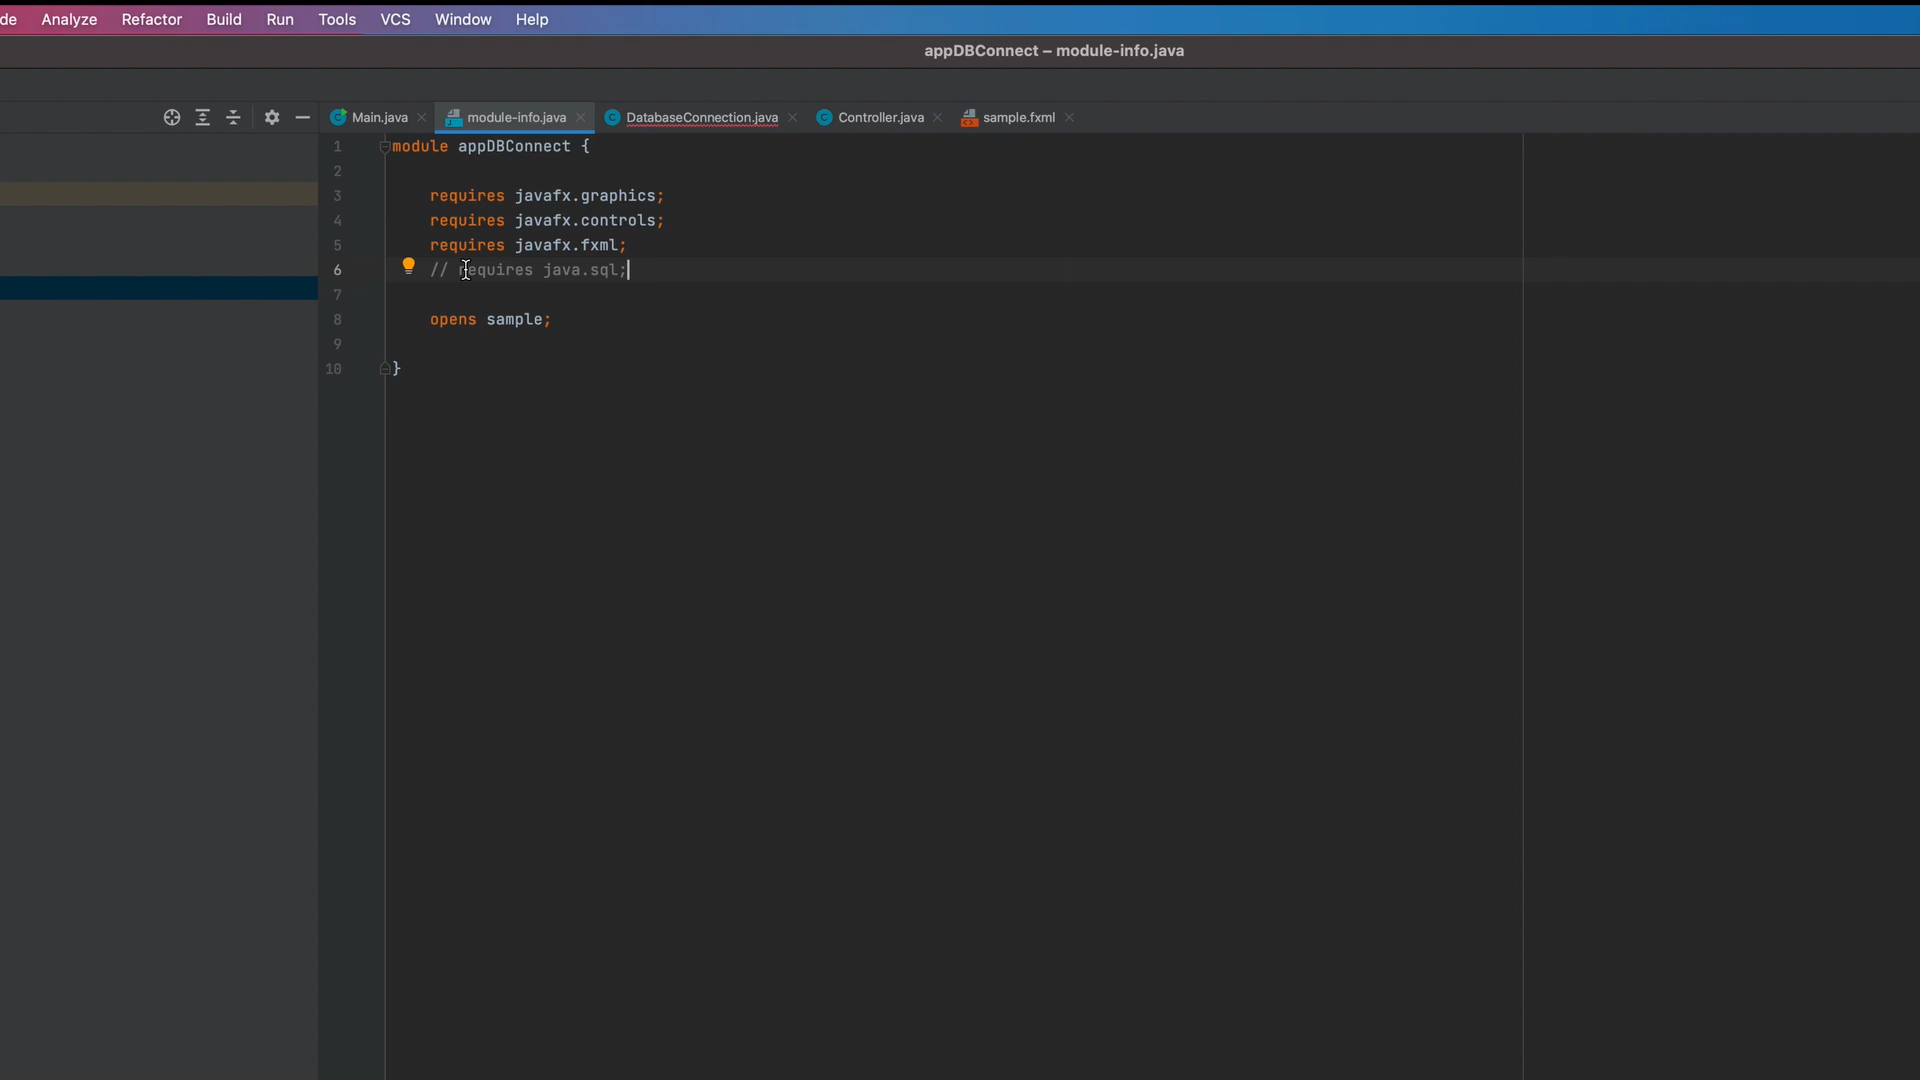 de Analyze Refactor Build Run Tools VCS Window Help
appDBConnect – module-info.java
Main.java module-info.java DatabaseConnection.java Controller.java sample.fxml
1 module appDBConnect {
2
3 requires javafx.graphics;
4 requires javafx.controls;
5 requires javafx.fxml;
6 // requires java.sql;
7
8 opens sample;
9
10 }